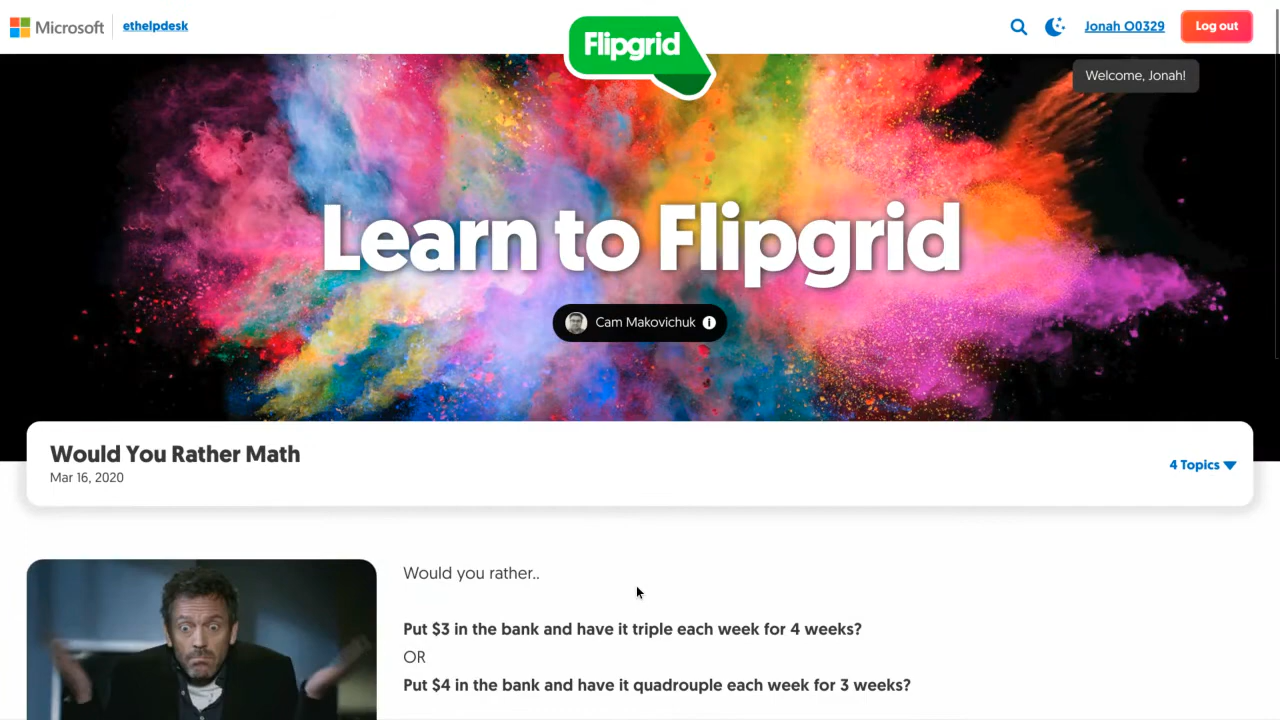 Microsoft ethelpdesk
Flipgrid
Jonah O0329
Log out
Welcome, Jonah!
Learn to Flipgrid
Cam Makovichuk
Would You Rather Math
Mar 16, 2020
4 Topics
Would you rather..
Put $3 in the bank and have it triple each week for 4 weeks?
OR
Put $4 in the bank and have it quadrouple each week for 3 weeks?